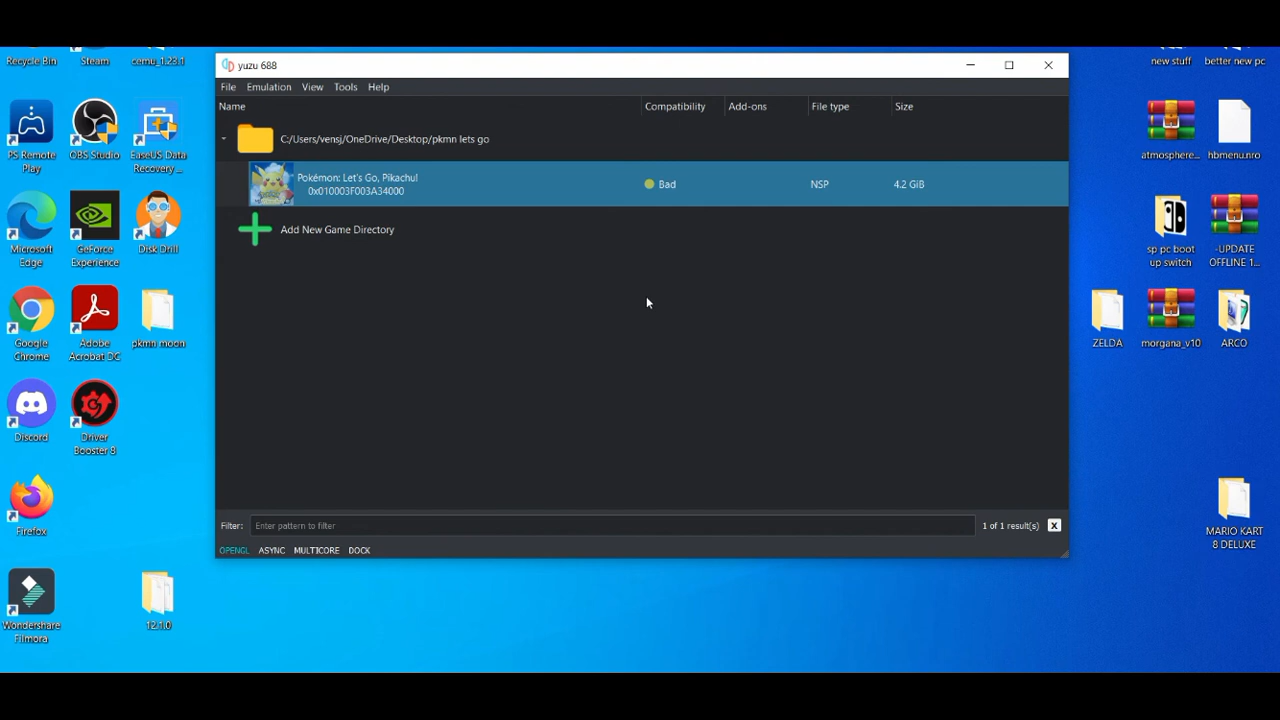 Recycle Bin
Steam
cemu_1.23.1
PS Remote
Play
OBS Studio
EaseUS Data
Recovery ...
Microsoft
Edge
GeForce
Experience
Disk Drill
Google
Chrome
Adobe
Acrobat DC
pkmn moon
Discord
Driver
Booster 8
Firefox
Wondershare
Filmora
12.1.0
yuzu 688
File Emulation View Tools Help
Name Compatibility Add-ons File type Size
C:/Users/vensj/OneDrive/Desktop/pkmn lets go
Pokémon: Let's Go, Pikachu!
0x010003F003A34000
Bad NSP 4.2 GiB
Add New Game Directory
Filter: Enter pattern to filter 1 of 1 result(s) X
OPENGL ASYNC MULTICORE DOCK
new stuff
better new pc
atmosphere...
hbmenu.nro
sp pc boot
up switch
-UPDATE
OFFLINE 1...
ZELDA
morgana_v10
ARCO
MARIO KART
8 DELUXE